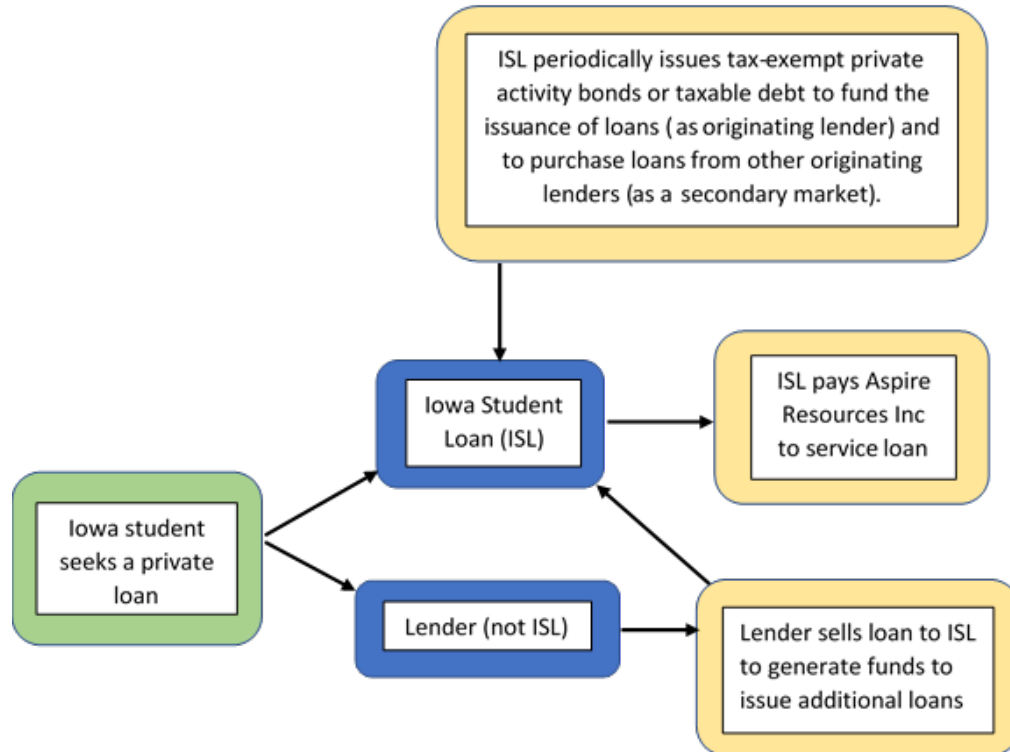 ISL periodically issues tax-exempt private
activity bonds or taxable debt to fund the
issuance of loans (as originating lender) and
to purchase loans from other originating
lenders (as a secondary market).
Iowa Student
Loan (ISL)
ISL pays Aspire
Resources Inc
to service loan
Iowa student
seeks a private
loan
Lender (not ISL)
Lender sells loan to ISL
to generate funds to
issue additional loans